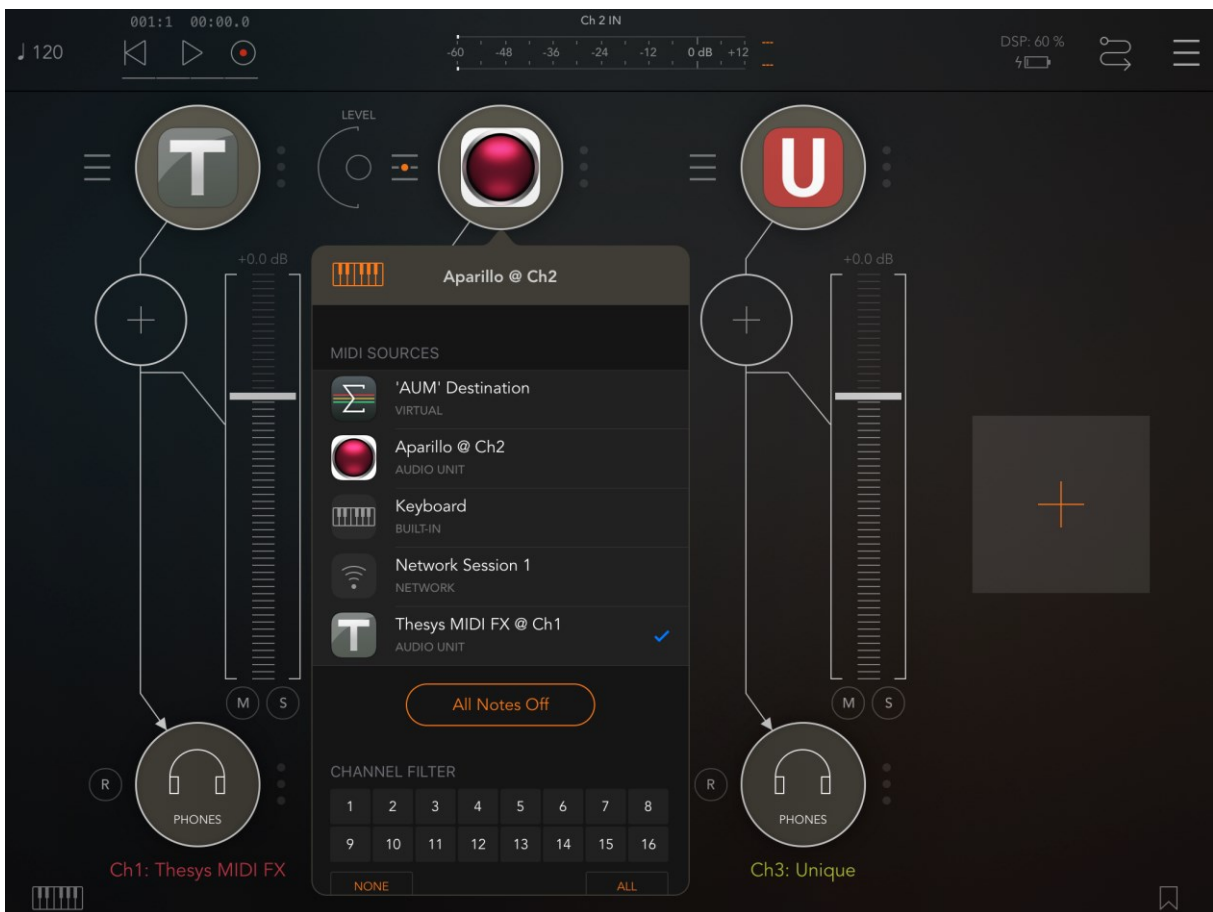 001:1 00:00.0
Ch 2 IN
♩ 120
-60 -48 -36 -24 -12 0 dB +12
DSP: 60 %
LEVEL
T
U
+0.0 dB
+0.0 dB
Aparillo @ Ch2
MIDI SOURCES
'AUM' Destination
VIRTUAL
Aparillo @ Ch2
AUDIO UNIT
Keyboard
BUILT-IN
Network Session 1
NETWORK
T
Thesys MIDI FX @ Ch1
AUDIO UNIT
M S
All Notes Off
M S
CHANNEL FILTER
R
R
1 2 3 4 5 6 7 8
PHONES
PHONES
9 10 11 12 13 14 15 16
Ch1: Thesys MIDI FX
Ch3: Unique
NONE ALL